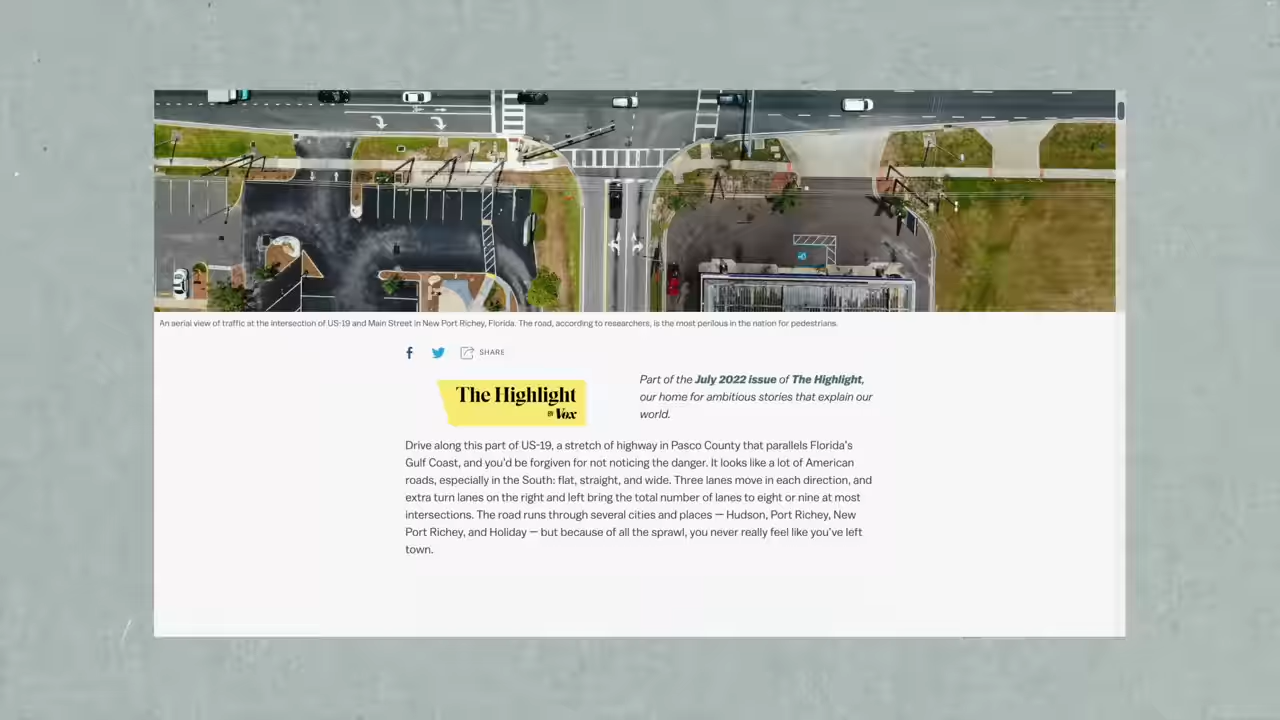 An aerial view of traffic at the intersection of US-19 and Main Street in New Port Richey, Florida. The road, according to researchers, is the most perilous in the nation for pedestrians.
SHARE
The Highlight
BY Vox
Part of the July 2022 issue of The Highlight,
our home for ambitious stories that explain our
world.
Drive along this part of US-19, a stretch of highway in Pasco County that parallels Florida's
Gulf Coast, and you'd be forgiven for not noticing the danger. It looks like a lot of American
roads, especially in the South: flat, straight, and wide. Three lanes move in each direction, and
extra turn lanes on the right and left bring the total number of lanes to eight or nine at most
intersections. The road runs through several cities and places — Hudson, Port Richey, New
Port Richey, and Holiday — but because of all the sprawl, you never really feel like you've left
town.